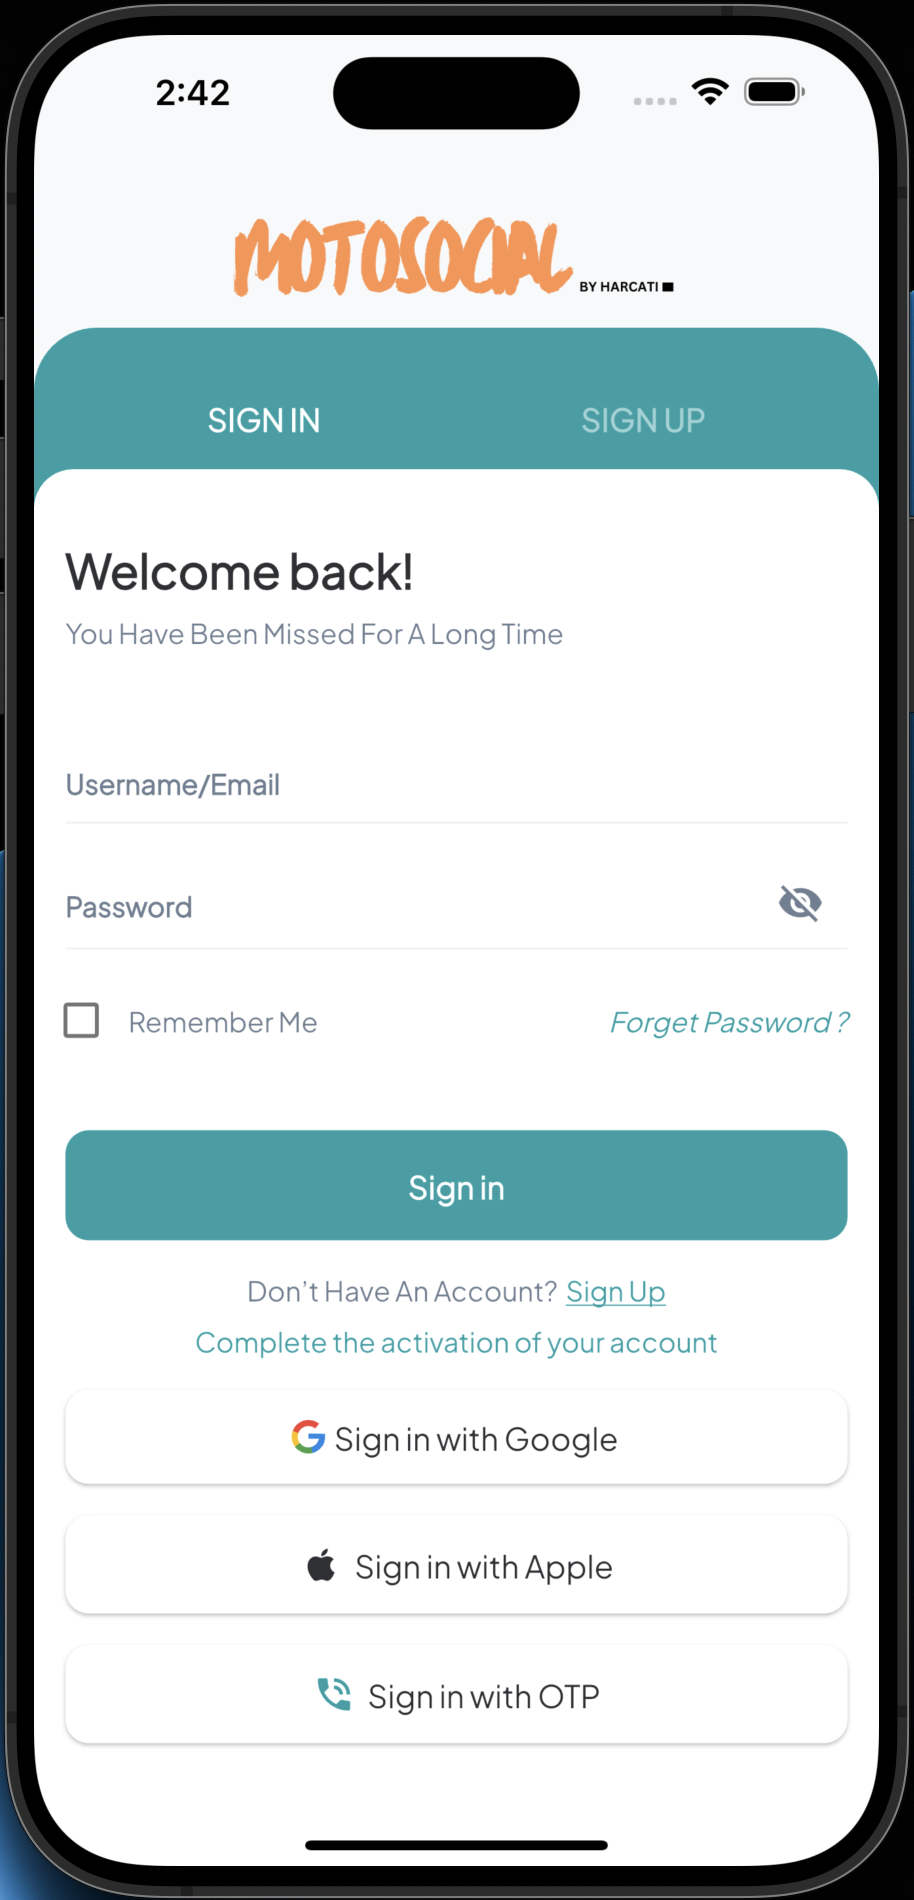 2:42
MOTOSOCIAL BY HARCATI
SIGN IN SIGN UP
Welcome back!
You Have Been Missed For A Long Time
Username/Email
Password
Remember Me Forget Password ?
Sign in
Don’t Have An Account? Sign Up
Complete the activation of your account
Sign in with Google
Sign in with Apple
Sign in with OTP